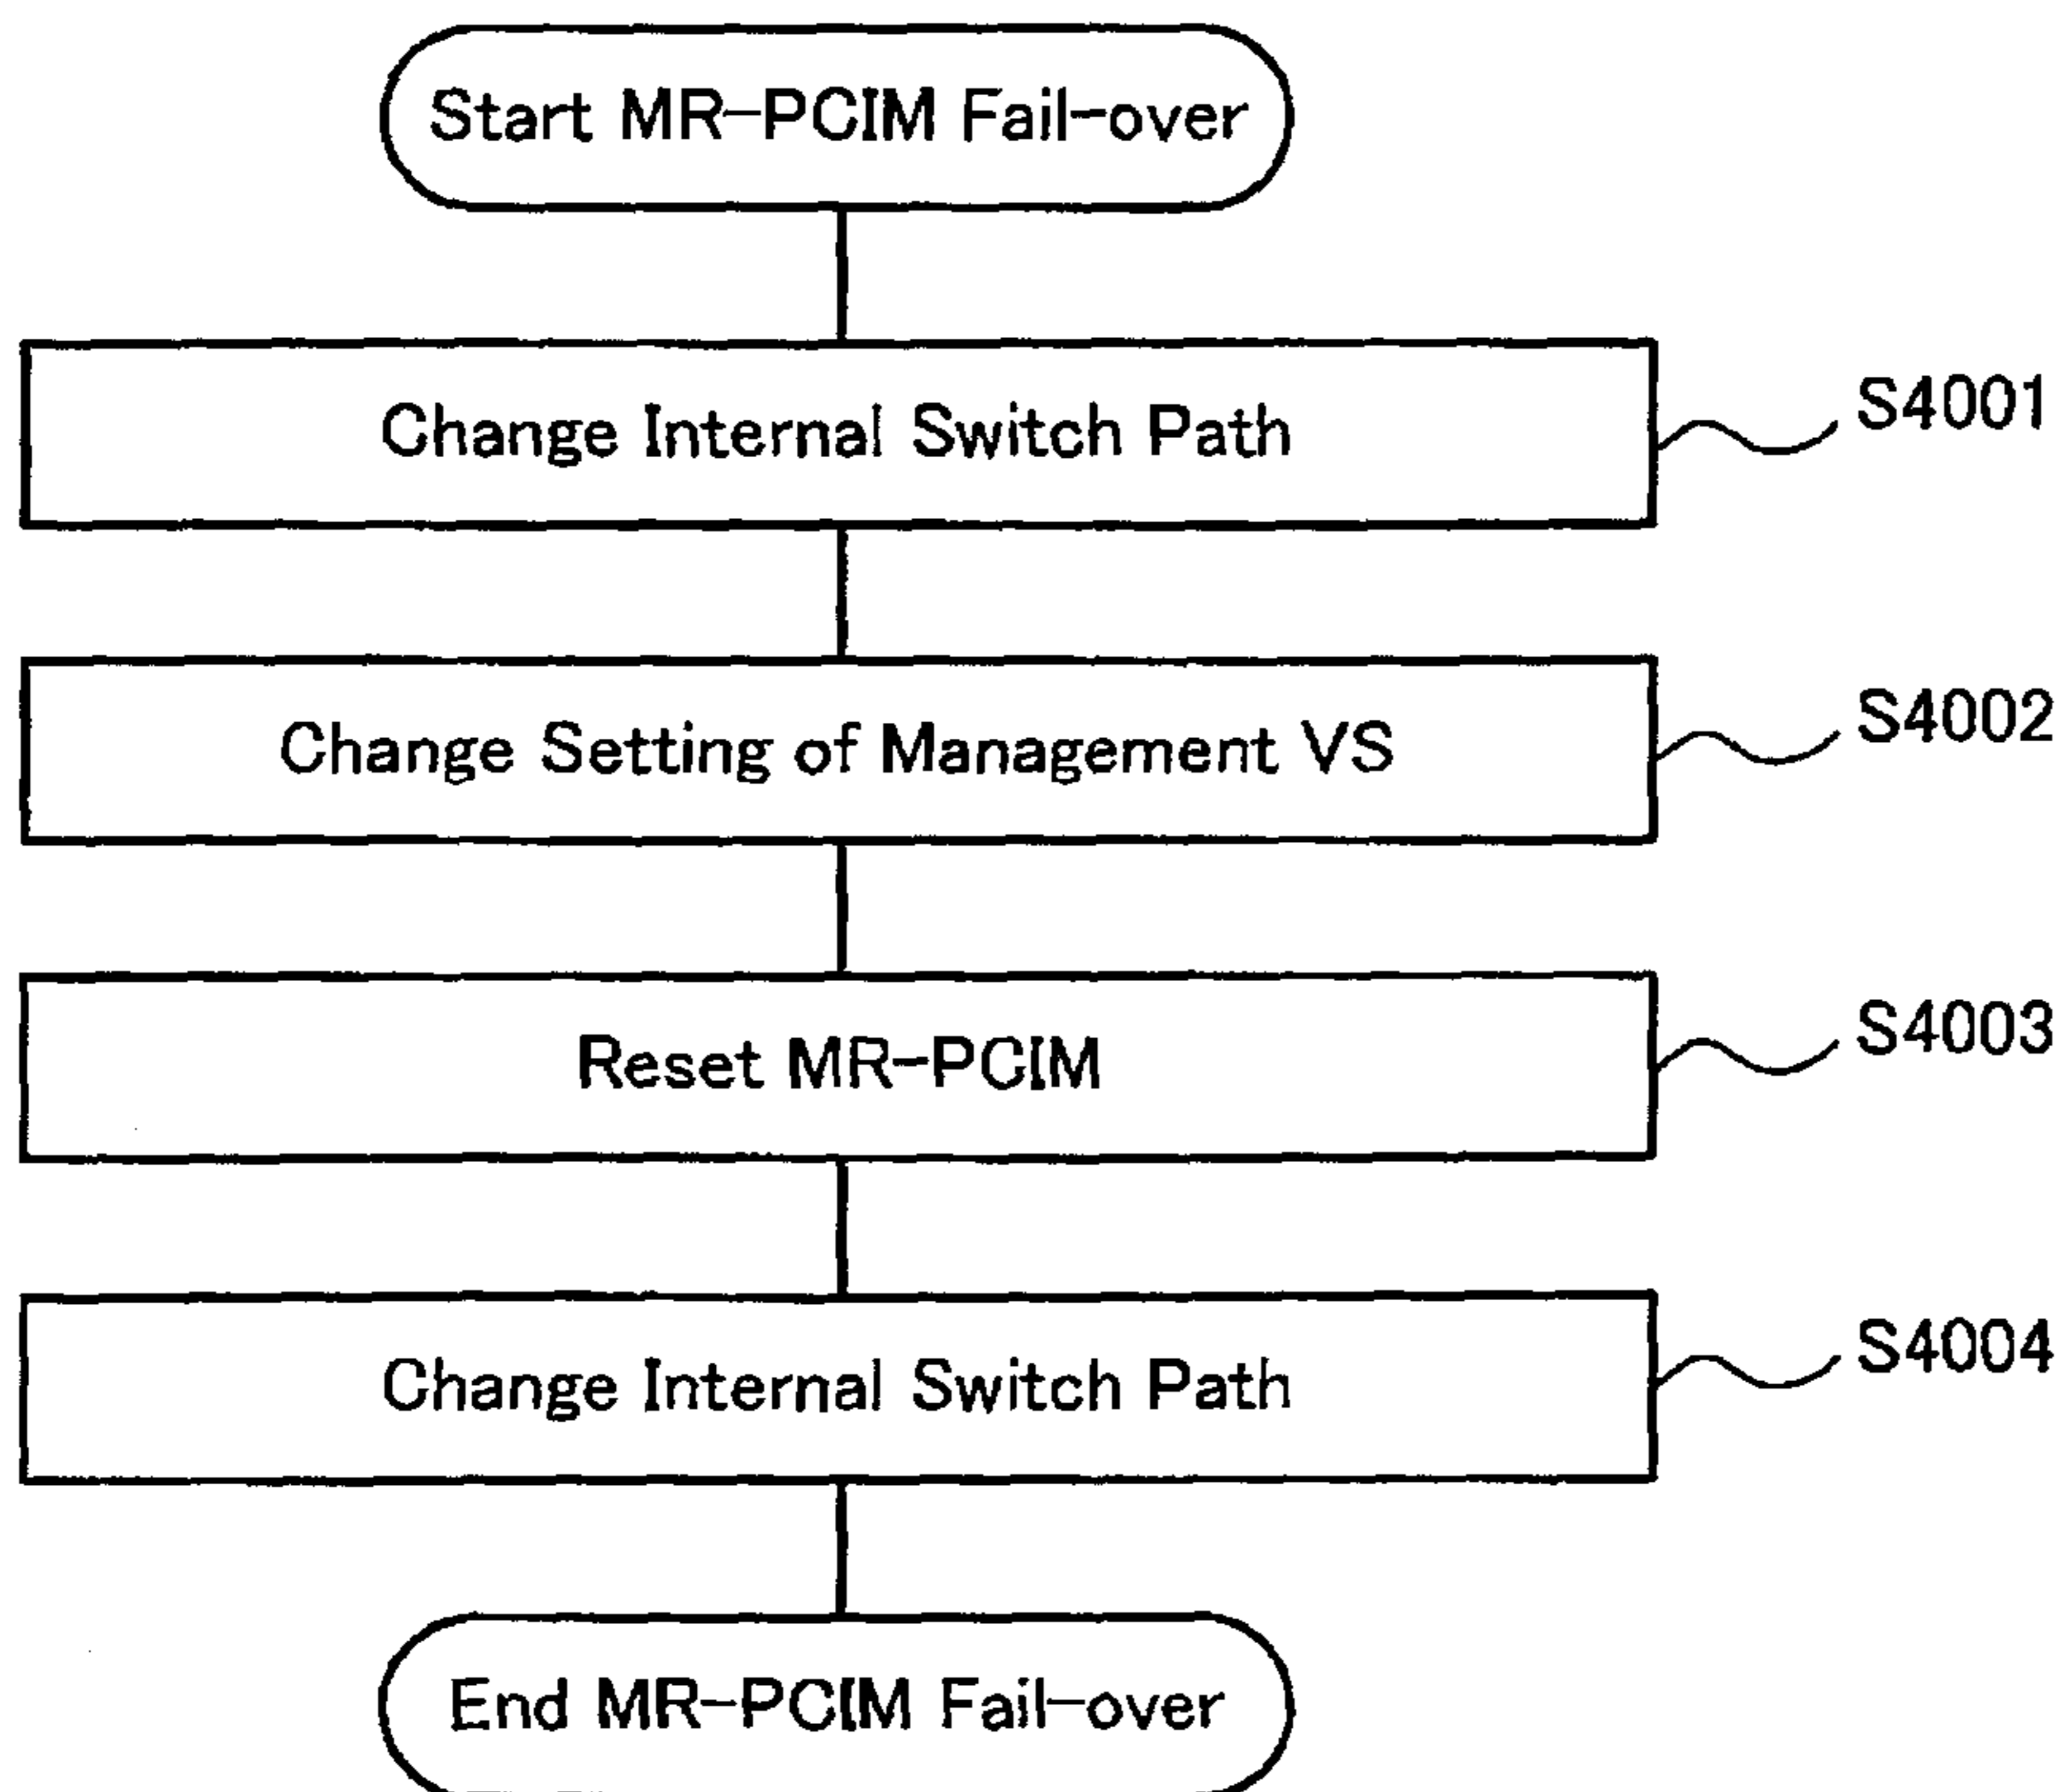 Start MR-PCIM Fail-over
Change Internal Switch Path
S4001
Change Setting of Management VS
S4002
Reset MR-PCIM
S4003
Change Internal Switch Path
S4004
End MR-PCIM Fail-over